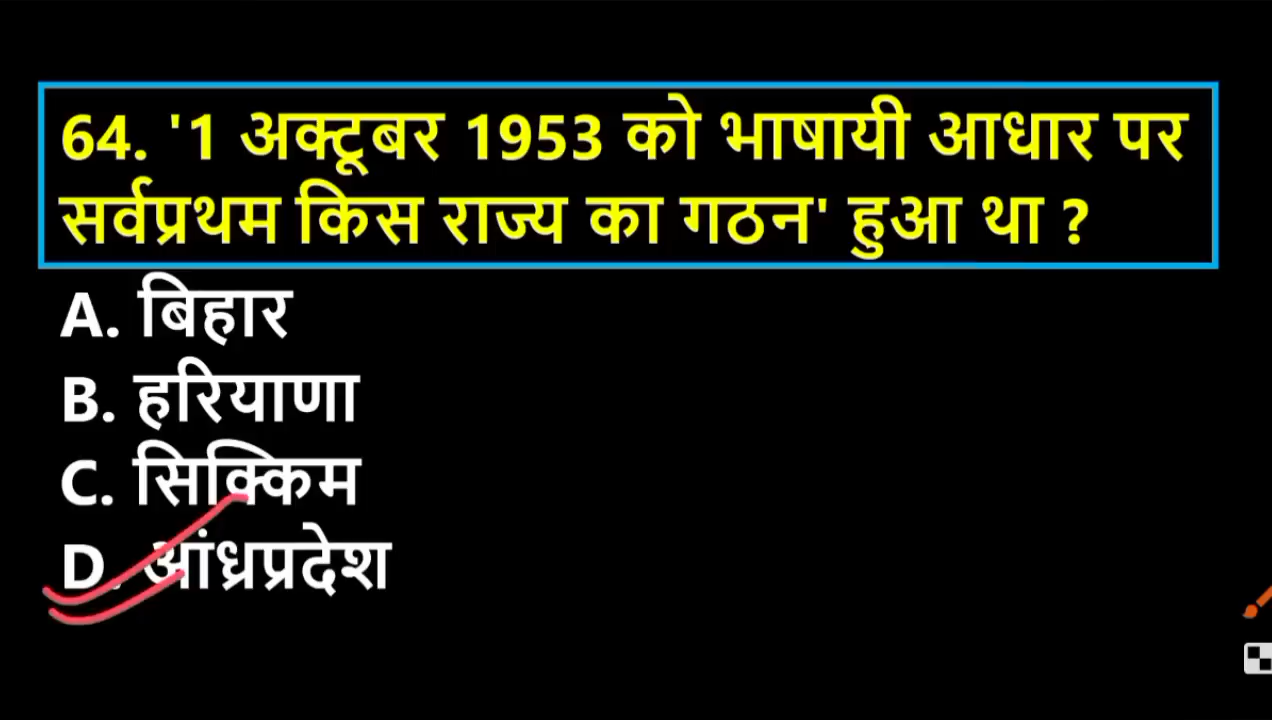 64. '1 अक्टूबर 1953 को भाषायी आधार पर
सर्वप्रथम किस राज्य का गठन' हुआ था ?
A. बिहार
B. हरियाणा
C. सिक्किम
D. आंध्रप्रदेश